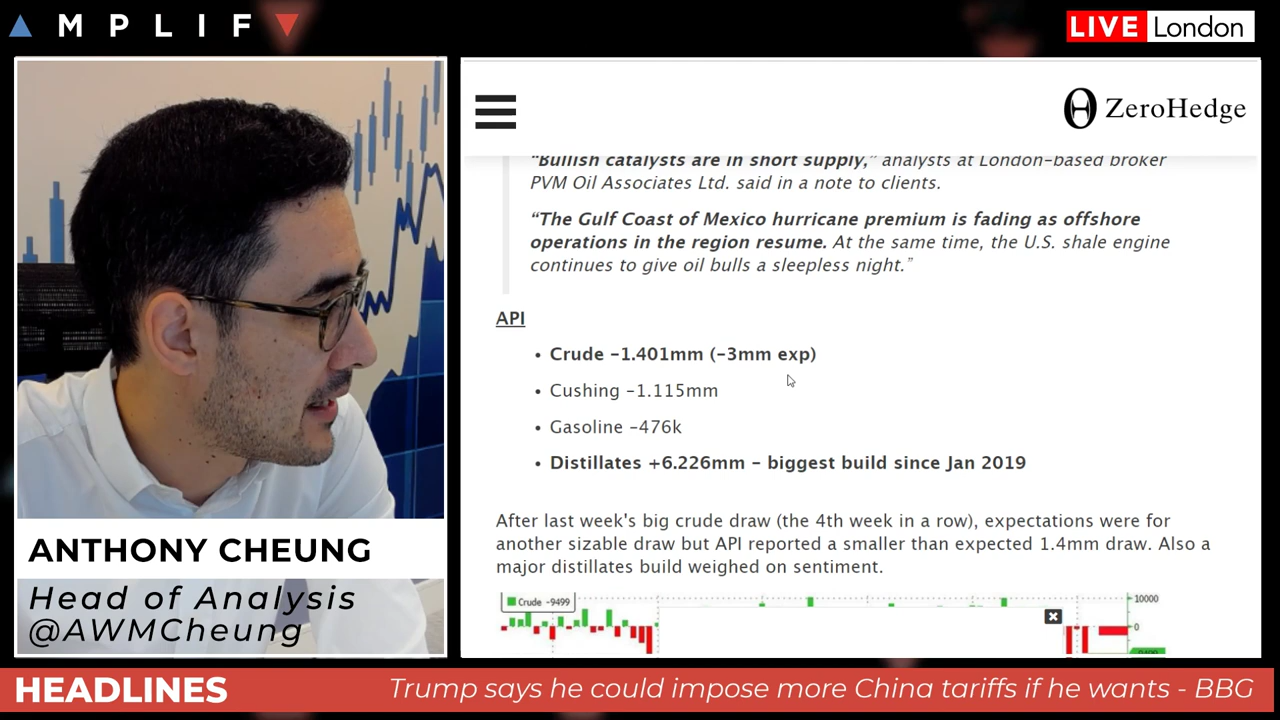 ▲ M P L I F ▼
LIVE London
ZeroHedge
"Bullish catalysts are in short supply," analysts at London-based broker
PVM Oil Associates Ltd. said in a note to clients.
"The Gulf Coast of Mexico hurricane premium is fading as offshore
operations in the region resume. At the same time, the U.S. shale engine
continues to give oil bulls a sleepless night."
API
• Crude -1.401mm (-3mm exp)
• Cushing -1.115mm
• Gasoline -476k
• Distillates +6.226mm - biggest build since Jan 2019
After last week's big crude draw (the 4th week in a row), expectations were for
another sizable draw but API reported a smaller than expected 1.4mm draw. Also a
major distillates build weighed on sentiment.
Crude -9499
10000
0
ANTHONY CHEUNG
Head of Analysis
@AWMCheung
HEADLINES
Trump says he could impose more China tariffs if he wants - BBG